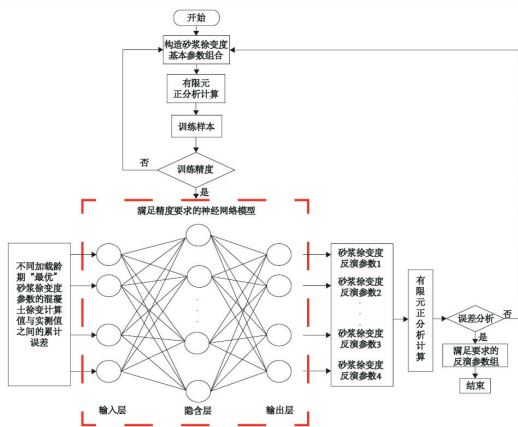 开始
构造砂浆徐变度
基本参数组合
有限元
正分析计算
训练样本
训练精度
否
是
满足精度要求的神经网络模型
不同加载龄
期“最优”
砂浆徐变度
参数的混凝
土徐变计算
值与实测值
之间的累计
误差
输入层
隐含层
输出层
砂浆徐变度
反演参数1
砂浆徐变度
反演参数2
砂浆徐变度
反演参数3
砂浆徐变度
反演参数4
有
限
元
正
分
析
计
算
误差分析
否
是
满足要求的
反演参数组
结束